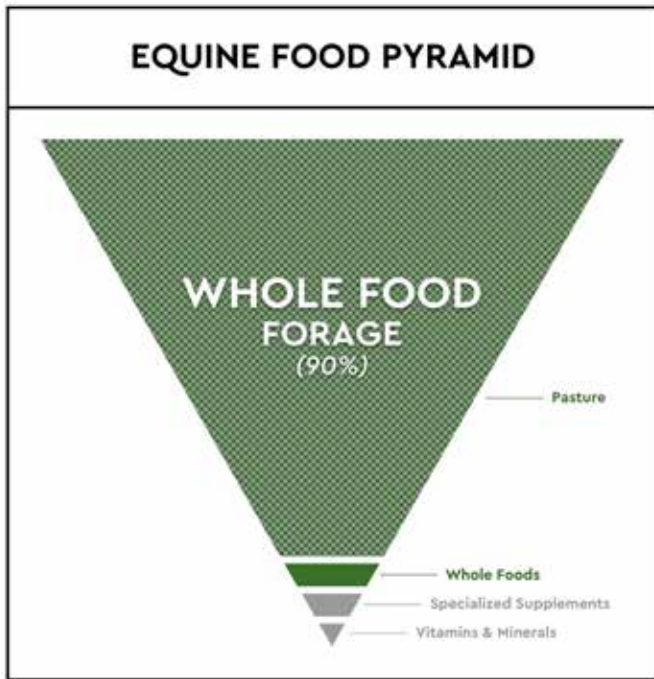 EQUINE FOOD PYRAMID
WHOLE FOOD
FORAGE
(90%)
Pasture
Whole Foods
Specialized Supplements
Vitamins & Minerals